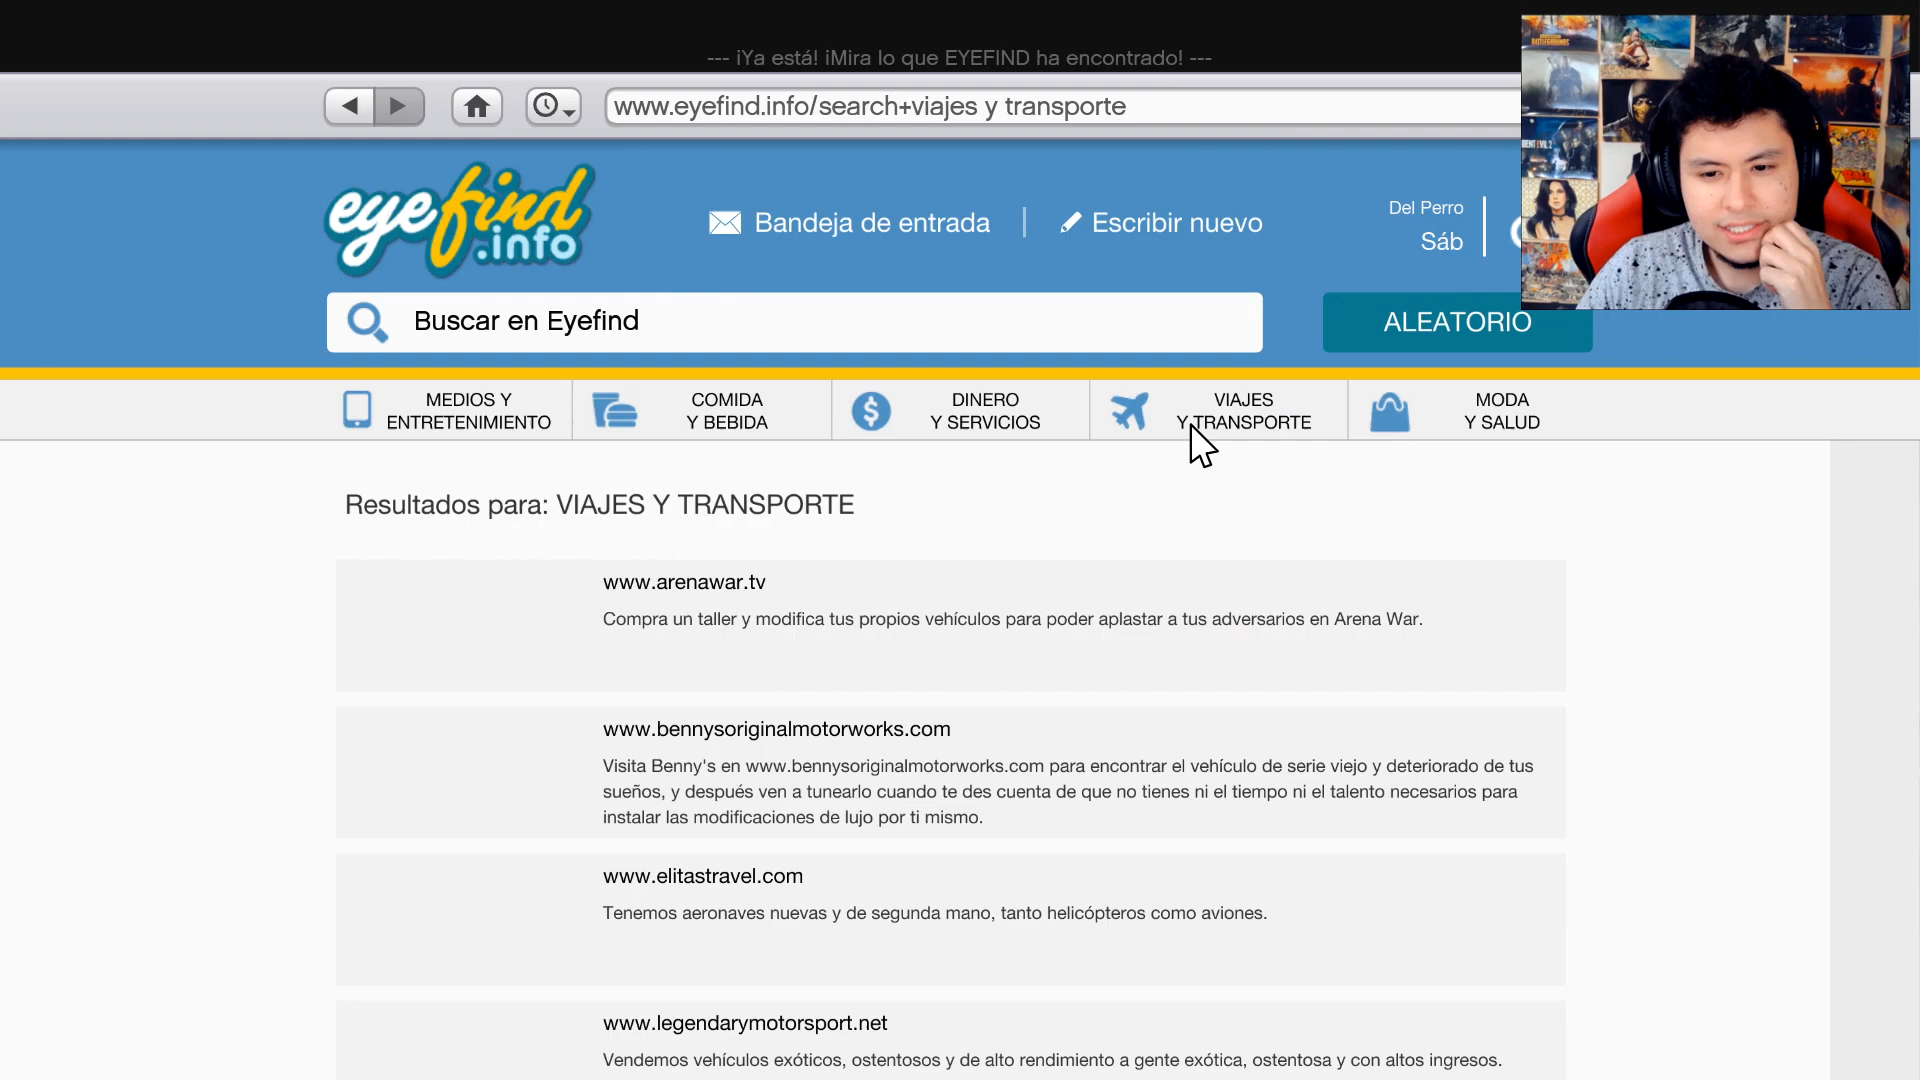 --- ¡Ya está! ¡Mira lo que EYEFIND ha encontrado! ---
www.eyefind.info/search+viajes y transporte
eyefind
.info
Bandeja de entrada
Escribir nuevo
Del Perro
Sáb
Buscar en Eyefind
ALEATORIO
MEDIOS Y
ENTRETENIMIENTO
COMIDA
Y BEBIDA
DINERO
Y SERVICIOS
VIAJES
Y TRANSPORTE
MODA
Y SALUD
Resultados para: VIAJES Y TRANSPORTE
www.arenawar.tv
Compra un taller y modifica tus propios vehículos para poder aplastar a tus adversarios en Arena War.
www.bennysoriginalmotorworks.com
Visita Benny's en www.bennysoriginalmotorworks.com para encontrar el vehículo de serie viejo y deteriorado de tus
sueños, y después ven a tunearlo cuando te des cuenta de que no tienes ni el tiempo ni el talento necesarios para
instalar las modificaciones de lujo por ti mismo.
www.elitastravel.com
Tenemos aeronaves nuevas y de segunda mano, tanto helicópteros como aviones.
www.legendarymotorsport.net
Vendemos vehículos exóticos, ostentosos y de alto rendimiento a gente exótica, ostentosa y con altos ingresos.